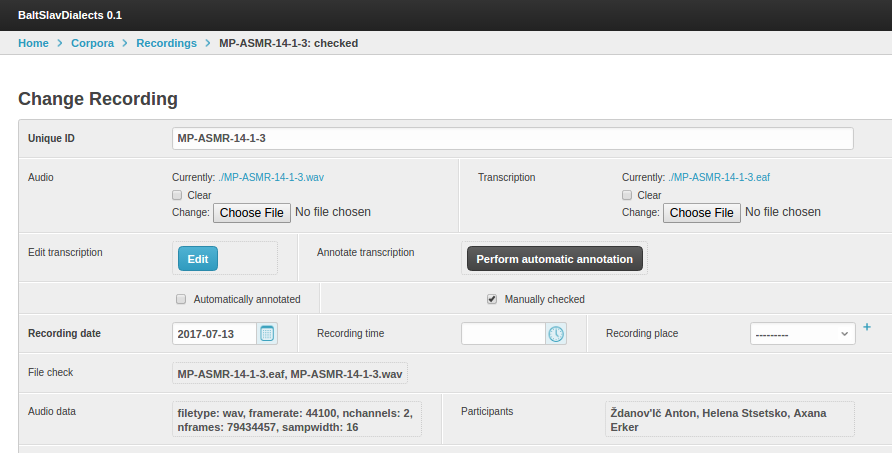 BaltSlavDialects 0.1
Home > Corpora > Recordings > MP-ASMR-14-1-3: checked
Change Recording
Unique ID MP-ASMR-14-1-3
Audio Currently: ./MP-ASMR-14-1-3.wav Transcription Currently: ./MP-ASMR-14-1-3.eaf
Clear Clear
Change: Choose File No file chosen Change: Choose File No file chosen
Edit transcription Edit Annotate transcription Perform automatic annotation
Automatically annotated Manually checked
Recording date 2017-07-13 Recording time Recording place --------- +
File check MP-ASMR-14-1-3.eaf, MP-ASMR-14-1-3.wav
Audio data filetype: wav, framerate: 44100, nchannels: 2, Participants Ždanov'Ič Anton, Helena Stsetsko, Axana
nframes: 79434457, sampwidth: 16 Erker